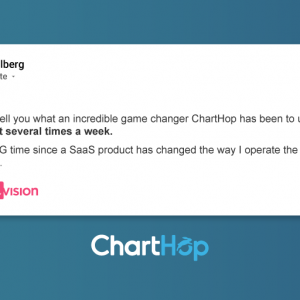 lberg
te -
ell you what an incredible game changer ChartHop has been to u
t several times a week.
G time since a SaaS product has changed the way I operate the
.
vision
ChartHop